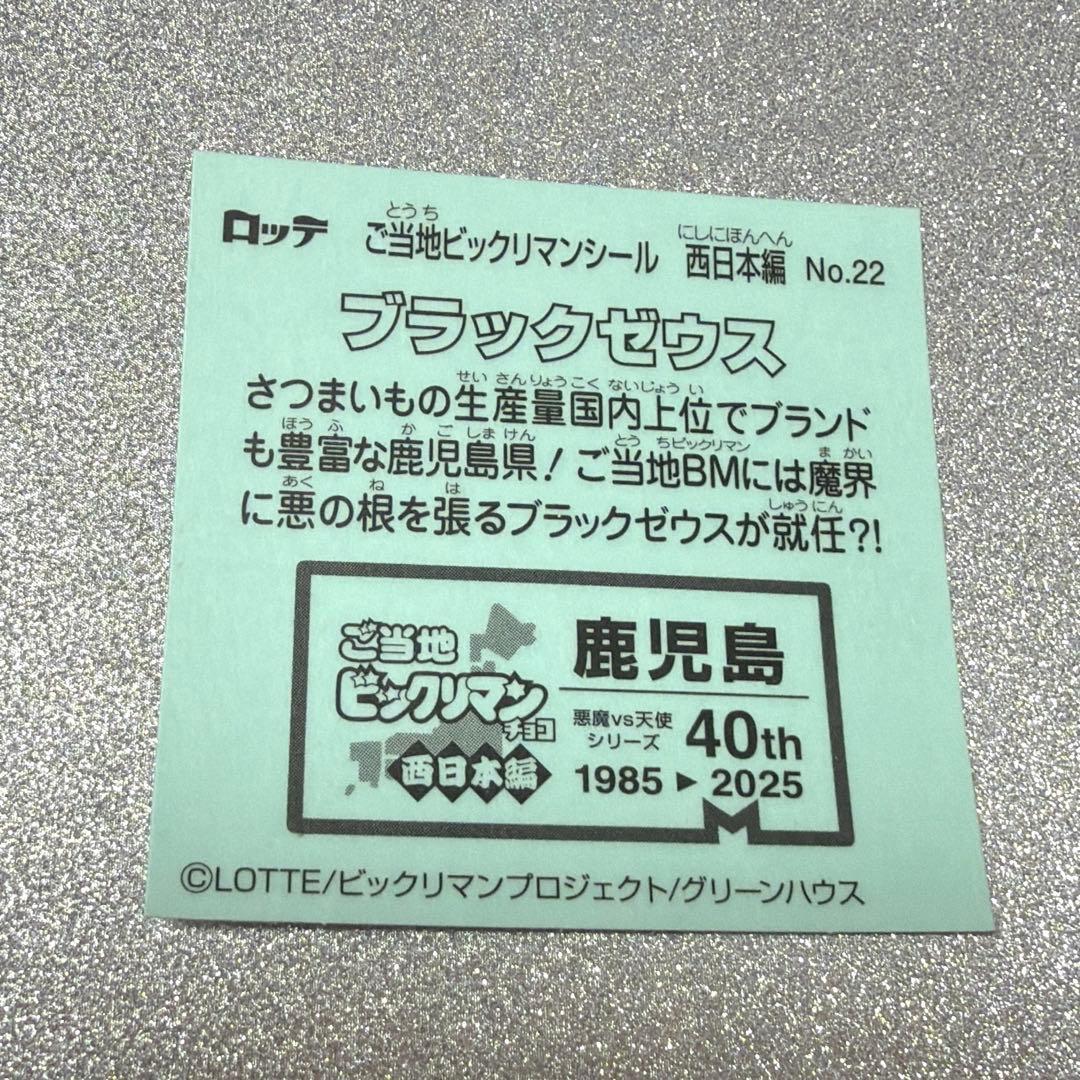 ロッテ ご当地ビックリマンシール 西日本編 No.22
とうち にしにほんへん
ブラックゼウス
せいさんりょうこくないじょうい
さつまいもの生産量国内上位でブランド
ほうふ かごしまけん とうちビックリマン まかい
も豊富な鹿児島県!ご当地BMには魔界
あく ね は しゅうにん
に悪の根を張るブラックゼウスが就任?!
ご当地
ビックリマン
チョコ
西日本編
鹿児島
悪魔vs天使
シリーズ 40th
1985▶2025
©LOTTE/ビックリマンプロジェクト/グリーンハウス